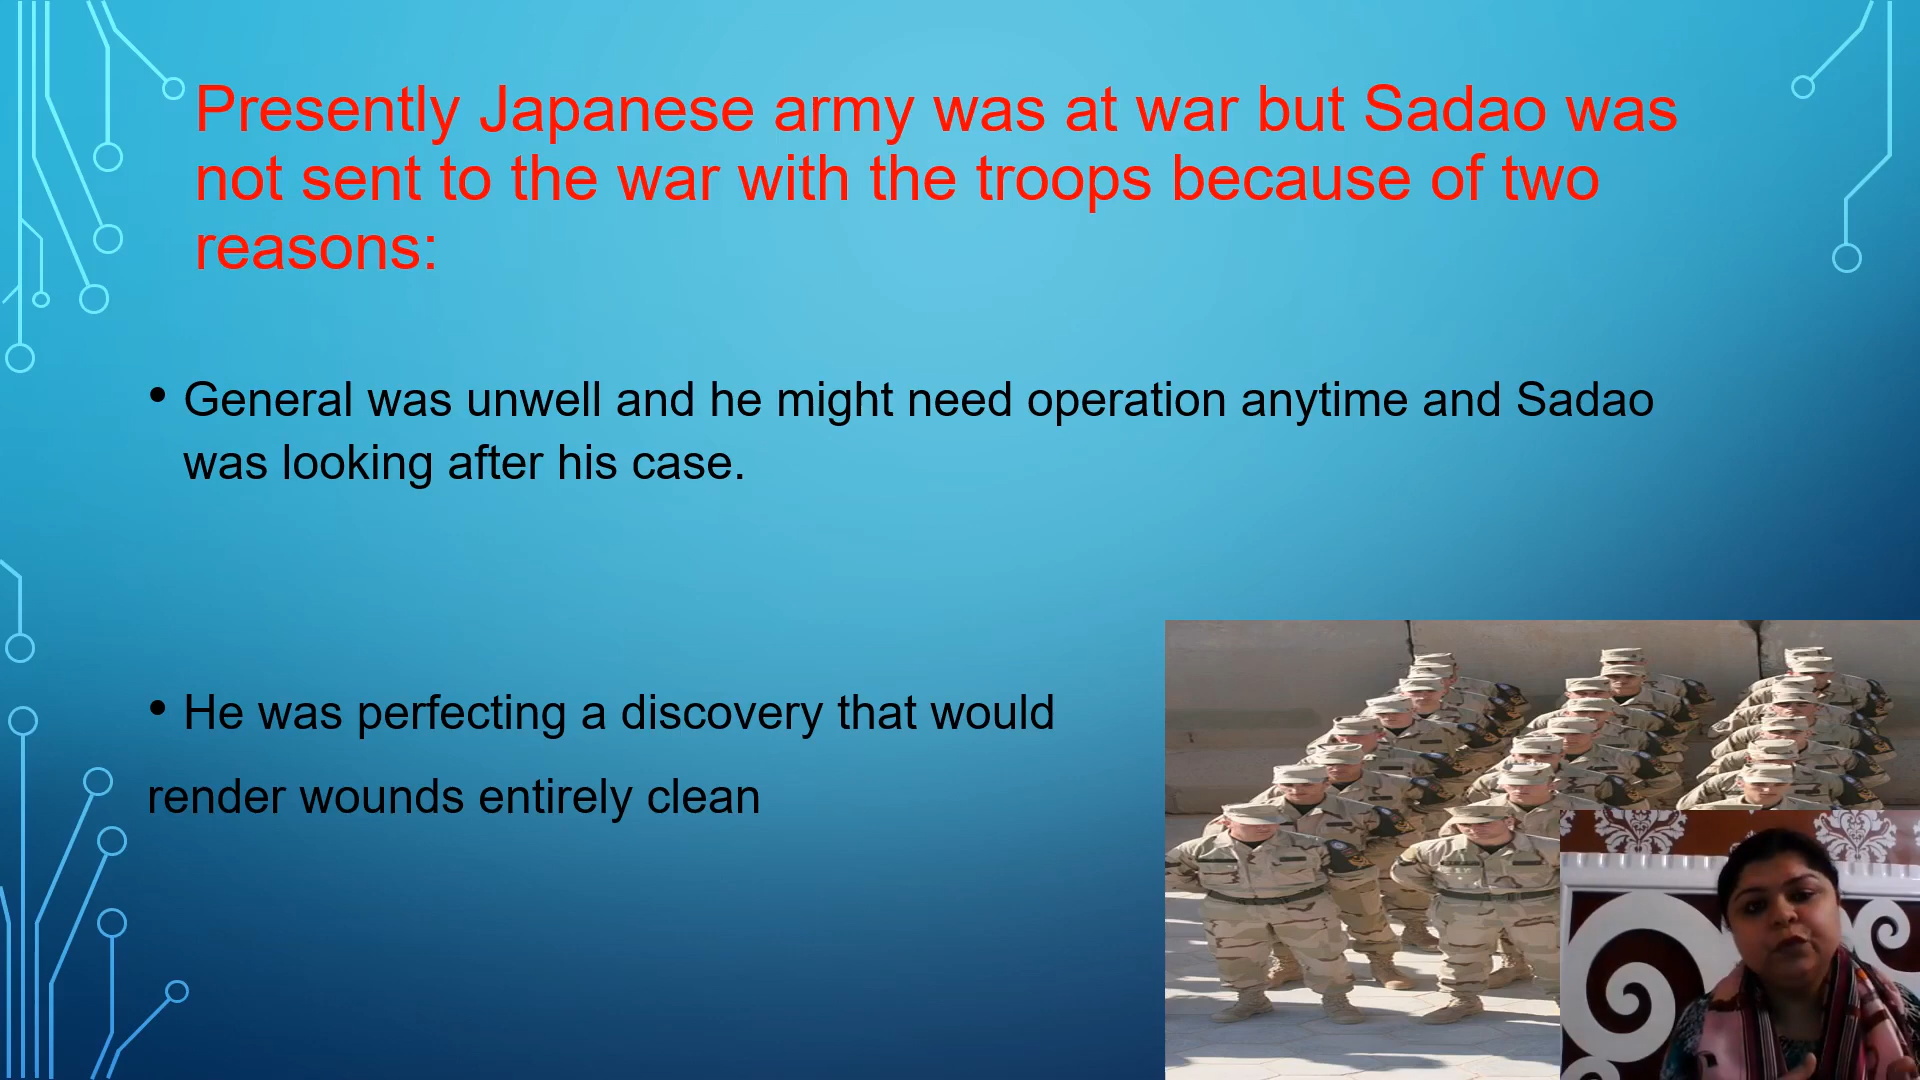 Presently Japanese army was at war but Sadao was
not sent to the war with the troops because of two
reasons:
• General was unwell and he might need operation anytime and Sadao
was looking after his case.
• He was perfecting a discovery that would
render wounds entirely clean